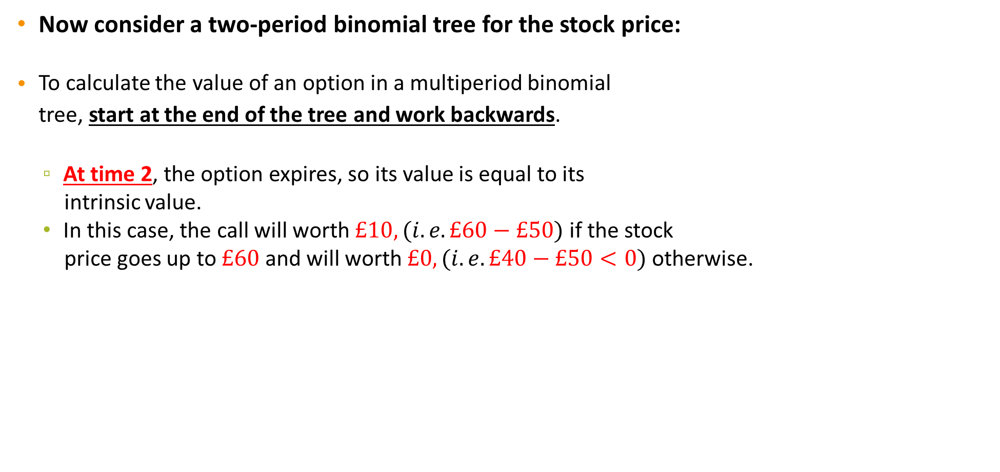 • Now consider a two-period binomial tree for the stock price:
• To calculate the value of an option in a multiperiod binomial
tree, start at the end of the tree and work backwards.
▫ At time 2, the option expires, so its value is equal to its
intrinsic value.
• In this case, the call will worth £10, (i. e. £60 − £50) if the stock
price goes up to £60 and will worth £0, (i. e. £40 − £50 < 0) otherwise.